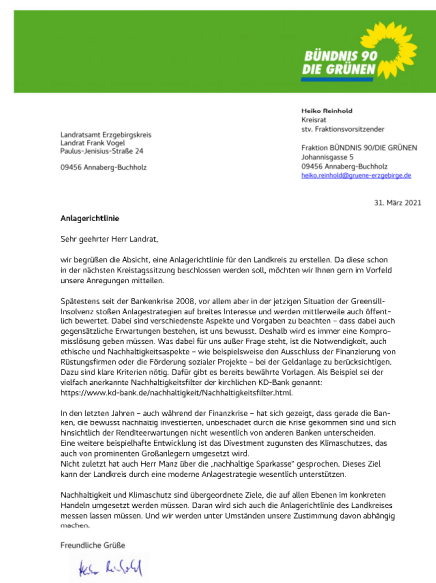 BÜNDNIS 90
DIE GRÜNEN
Heiko Reinhold
Kreisrat
stv. Fraktionsvorsitzender
Landratsamt Erzgebirgskreis
Landrat Frank Vogel
Paulus-Jenisius-Straße 24
09456 Annaberg-Buchholz
Fraktion BÜNDNIS 90/DIE GRÜNEN
Johannisgasse 5
09456 Annaberg-Buchholz
heiko.reinhold@gruene-erzgebirge.de
31. März 2021
Anlagerichtlinie
Sehr geehrter Herr Landrat,
wir begrüßen die Absicht, eine Anlagerichtlinie für den Landkreis zu erstellen. Da diese schon
in der nächsten Kreistagssitzung beschlossen werden soll, möchten wir Ihnen gern im Vorfeld
unsere Anregungen mitteilen.
Spätestens seit der Bankenkrise 2008, vor allem aber in der jetzigen Situation der Greensill-
Insolvenz stoßen Anlagestrategien auf breites Interesse und werden mittlerweile auch öffent-
lich bewertet. Dabei sind verschiedenste Aspekte und Vorgaben zu beachten – dass dabei auch
gegensätzliche Erwartungen bestehen, ist uns bewusst. Deshalb wird es immer eine Kompro-
misslösung geben müssen. Was dabei für uns außer Frage steht, ist die Notwendigkeit, auch
ethische und Nachhaltigkeitsaspekte – wie beispielsweise den Ausschluss der Finanzierung von
Rüstungsfirmen oder die Förderung sozialer Projekte – bei der Geldanlage zu berücksichtigen.
Dazu sind klare Kriterien nötig. Dafür gibt es bereits bewährte Vorlagen. Als Beispiel sei der
vielfach anerkannte Nachhaltigkeitsfilter der kirchlichen KD-Bank genannt:
https://www.kd-bank.de/nachhaltigkeit/Nachhaltigkeitsfilter.html.
In den letzten Jahren – auch während der Finanzkrise – hat sich gezeigt, dass gerade die Ban-
ken, die bewusst nachhaltig investieren, unbeschadet durch die Krise gekommen sind und sich
hinsichtlich der Renditeerwartungen nicht wesentlich von anderen Banken unterscheiden.
Eine weitere beispielhafte Entwicklung ist das Divestment zugunsten des Klimaschutzes, das
auch von prominenten Großanlegern umgesetzt wird.
Nicht zuletzt hat auch Herr Manz über die „nachhaltige Sparkasse“ gesprochen. Dieses Ziel
kann der Landkreis durch eine moderne Anlagestrategie wesentlich unterstützen.
Nachhaltigkeit und Klimaschutz sind übergeordnete Ziele, die auf allen Ebenen im konkreten
Handeln umgesetzt werden müssen. Daran wird sich auch die Anlagerichtlinie des Landkreises
messen lassen müssen. Und wir werden unter Umständen unsere Zustimmung davon abhängig
machen.
Freundliche Grüße
Heiko Reinhold